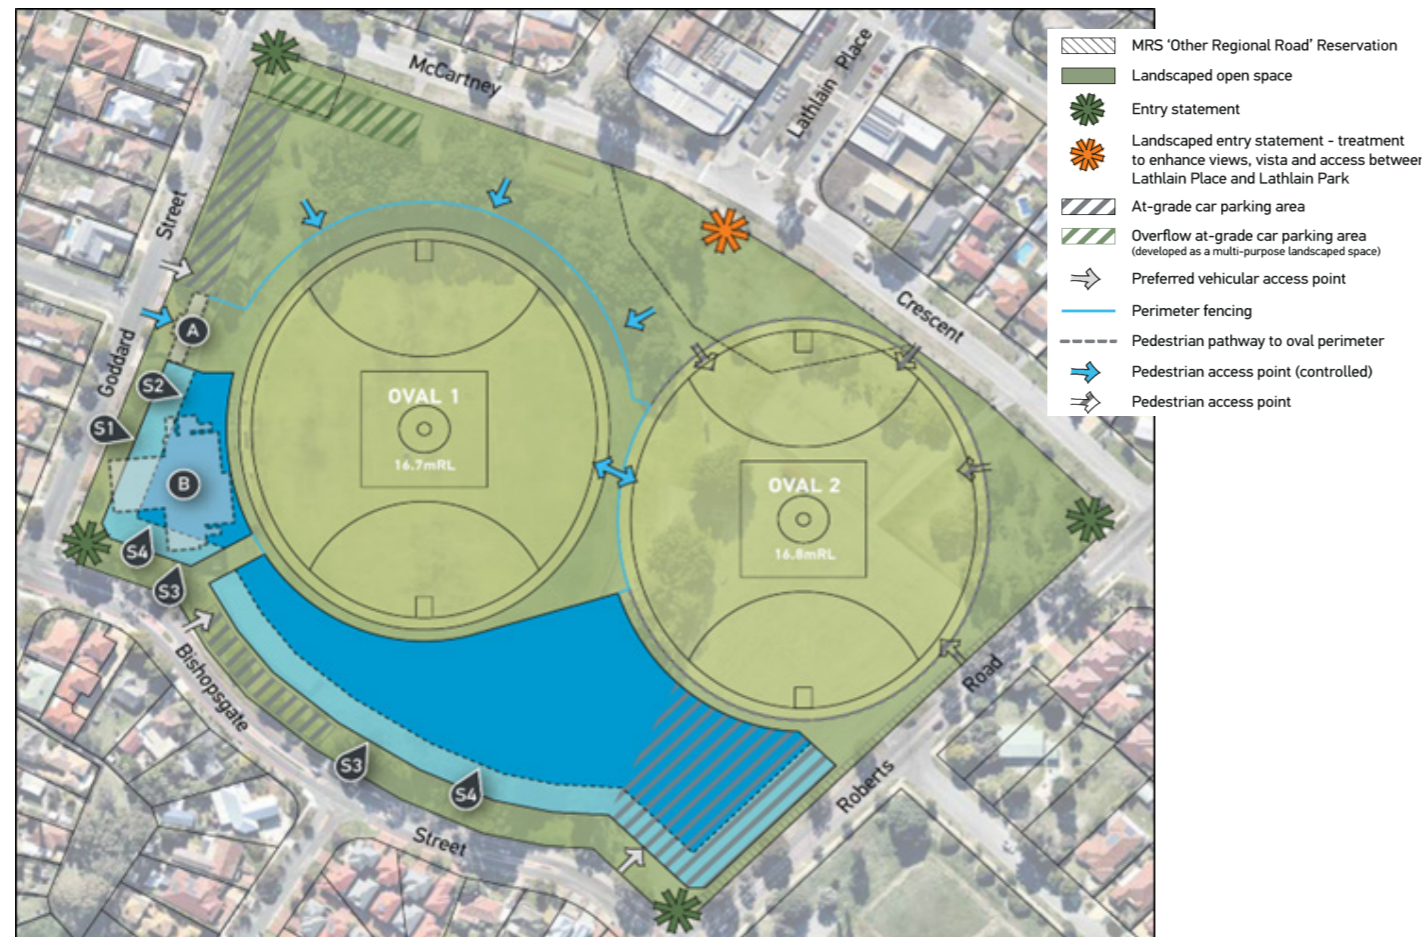 McCartney
Lathlain Place
Street
Goddard
Crescent
A
S2
S1
B
S4
S3
OVAL 1
16.7mRL
OVAL 2
16.8mRL
Bishopsgate
S3
S4
Street
Roberts
Road
MRS ‘Other Regional Road’ Reservation
Landscaped open space
Entry statement
Landscaped entry statement - treatment
to enhance views, vista and access between
Lathlain Place and Lathlain Park
At-grade car parking area
Overflow at-grade car parking area
(developed as a multi-purpose landscaped space)
Preferred vehicular access point
Perimeter fencing
Pedestrian pathway to oval perimeter
Pedestrian access point (controlled)
Pedestrian access point